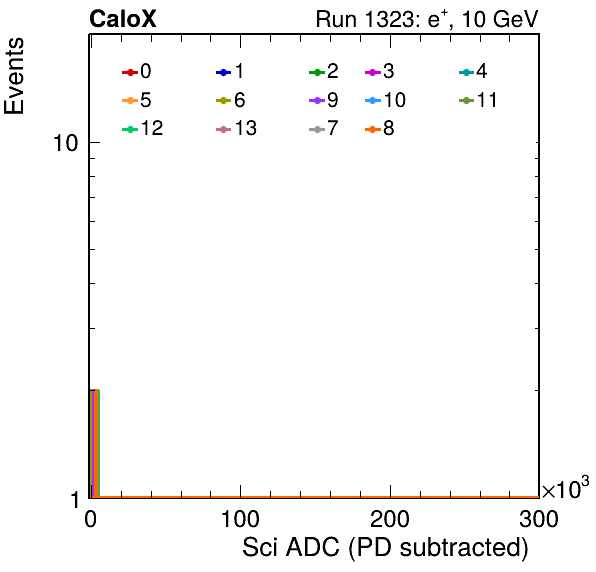 CaloX Run 1323: e⁺, 10 GeV
Events
0 1 2 3 4
5 6 9 10 11
12 13 7 8
10
1
0 100 200 300
×10³
Sci ADC (PD subtracted)